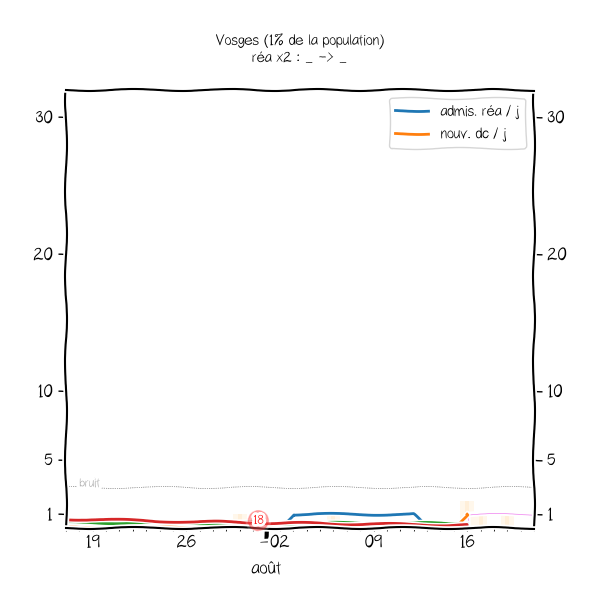 Vosges (1% de la population)
réa x2 : _ -> _
admis. réa / j
nouv. dc / j
30 30
20 20
10 10
5 5
bruit
18
1 1
19 26 02 09 16
août